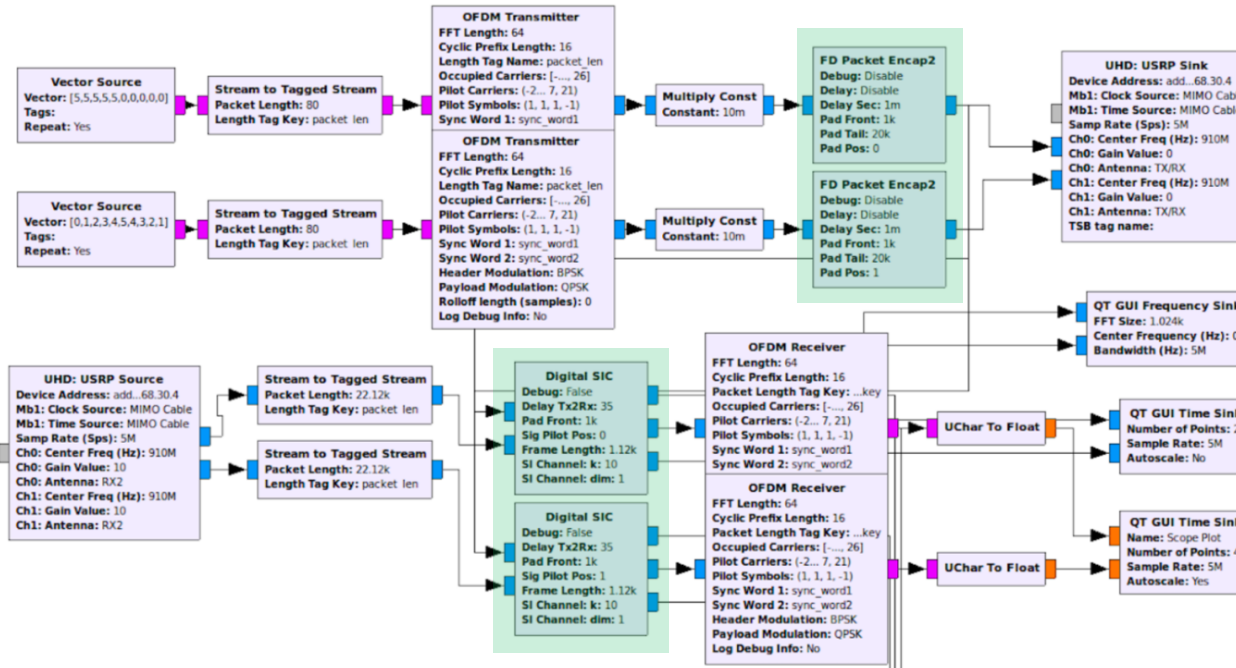 Vector Source
Vector: [5,5,5,5,5,0,0,0,0,0]
Tags:
Repeat: Yes
Stream to Tagged Stream
Packet Length: 80
Length Tag Key: packet_len
OFDM Transmitter
FFT Length: 64
Cyclic Prefix Length: 16
Length Tag Name: packet_len
Occupied Carriers: [-..., 26]
Pilot Carriers: (-2... 7, 21)
Pilot Symbols: (1, 1, 1, -1)
Sync Word 1: sync_word1
Multiply Const
Constant: 10m
FD Packet Encap2
Debug: Disable
Delay: Disable
Delay Sec: 1m
Pad Front: 1k
Pad Tail: 20k
Pad Pos: 0
UHD: USRP Sink
Device Address: add...68.30.4
Mb1: Clock Source: MIMO Cable
Mb1: Time Source: MIMO Cable
Samp Rate (Sps): 5M
Ch0: Center Freq (Hz): 910M
Ch0: Gain Value: 0
Ch0: Antenna: TX/RX
Ch1: Center Freq (Hz): 910M
Ch1: Gain Value: 0
Ch1: Antenna: TX/RX
TSB tag name:
Vector Source
Vector: [0,1,2,3,4,5,4,3,2,1]
Tags:
Repeat: Yes
Stream to Tagged Stream
Packet Length: 80
Length Tag Key: packet_len
OFDM Transmitter
FFT Length: 64
Cyclic Prefix Length: 16
Length Tag Name: packet_len
Occupied Carriers: [-..., 26]
Pilot Carriers: (-2... 7, 21)
Pilot Symbols: (1, 1, 1, -1)
Sync Word 1: sync_word1
Sync Word 2: sync_word2
Header Modulation: BPSK
Payload Modulation: QPSK
Rolloff length (samples): 0
Log Debug Info: No
Multiply Const
Constant: 10m
FD Packet Encap2
Debug: Disable
Delay: Disable
Delay Sec: 1m
Pad Front: 1k
Pad Tail: 20k
Pad Pos: 1
QT GUI Frequency Sink
FFT Size: 1.024k
Center Frequency (Hz): 0
Bandwidth (Hz): 5M
UHD: USRP Source
Device Address: add...68.30.4
Mb1: Clock Source: MIMO Cable
Mb1: Time Source: MIMO Cable
Samp Rate (Sps): 5M
Ch0: Center Freq (Hz): 910M
Ch0: Gain Value: 10
Ch0: Antenna: RX2
Ch1: Center Freq (Hz): 910M
Ch1: Gain Value: 10
Ch1: Antenna: RX2
Stream to Tagged Stream
Packet Length: 22.12k
Length Tag Key: packet_len
Stream to Tagged Stream
Packet Length: 22.12k
Length Tag Key: packet_len
Digital SIC
Debug: False
Delay Tx2Rx: 35
Pad Front: 1k
Sig Pilot Pos: 0
Frame Length: 1.12k
SI Channel: k: 10
SI Channel: dim: 1
OFDM Receiver
FFT Length: 64
Cyclic Prefix Length: 16
Packet Length Tag Key: ...key
Occupied Carriers: [-..., 26]
Pilot Carriers: (-2... 7, 21)
Pilot Symbols: (1, 1, 1, -1)
Sync Word 1: sync_word1
Sync Word 2: sync_word2
UChar To Float
QT GUI Time Sink
Number of Points:
Sample Rate: 5M
Autoscale: No
Digital SIC
Debug: False
Delay Tx2Rx: 35
Pad Front: 1k
Sig Pilot Pos: 1
Frame Length: 1.12k
SI Channel: k: 10
SI Channel: dim: 1
OFDM Receiver
FFT Length: 64
Cyclic Prefix Length: 16
Packet Length Tag Key: ...key
Occupied Carriers: [-..., 26]
Pilot Carriers: (-2... 7, 21)
Pilot Symbols: (1, 1, 1, -1)
Sync Word 1: sync_word1
Sync Word 2: sync_word2
Header Modulation: BPSK
Payload Modulation: QPSK
Log Debug Info: No
UChar To Float
QT GUI Time Sink
Name: Scope Plot
Number of Points:
Sample Rate: 5M
Autoscale: Yes